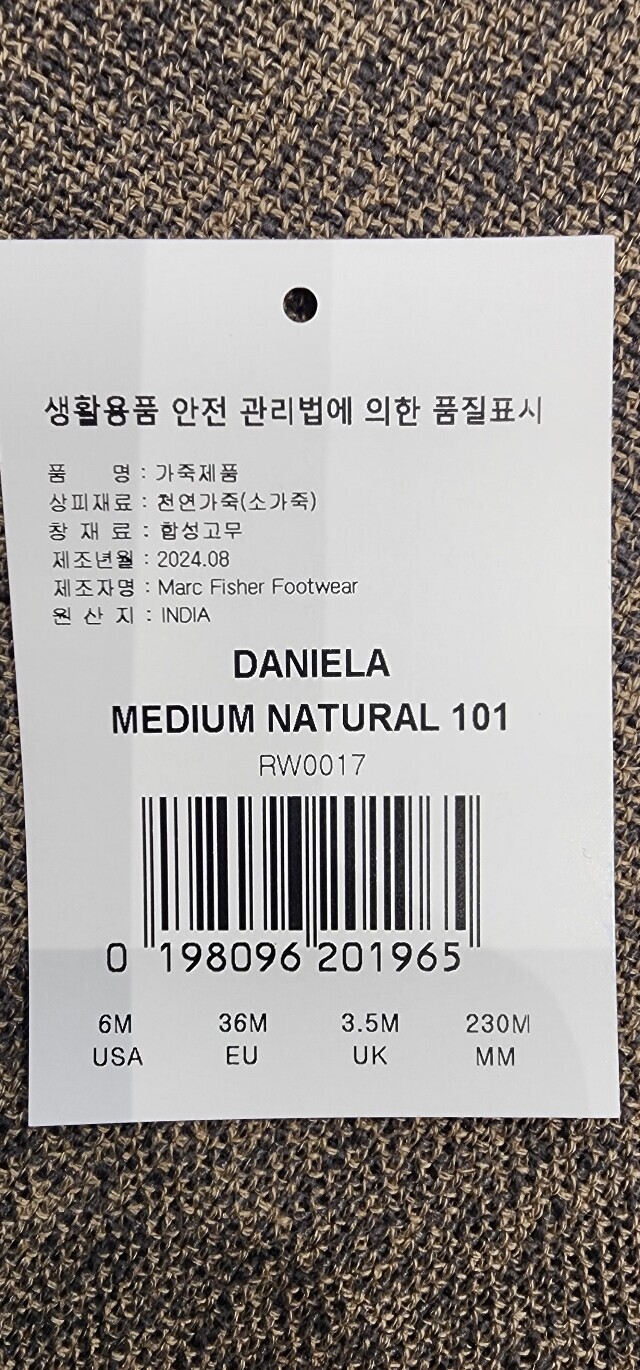 생활용품 안전 관리법에 의한 품질표시
품 명 : 가죽제품
상피재료 : 천연가죽(소가죽)
창 재 료 : 합성고무
제조년월 : 2024.08
제조자명 : Marc Fisher Footwear
원 산 지 : INDIA
DANIELA
MEDIUM NATURAL 101
RW0017
0 198096 201965
6M 36M 3.5M 230M
USA EU UK MM